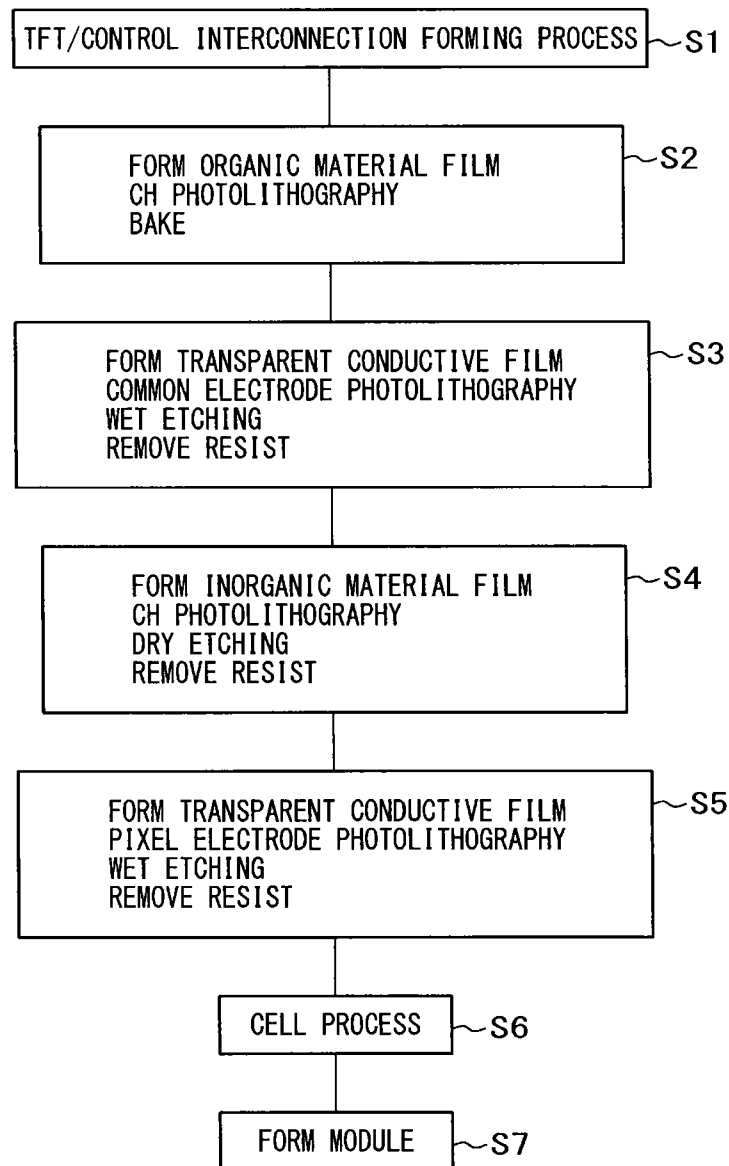 TFT/CONTROL INTERCONNECTION FORMING PROCESS S1
FORM ORGANIC MATERIAL FILM
CH PHOTOLITHOGRAPHY
BAKE
S2
FORM TRANSPARENT CONDUCTIVE FILM
COMMON ELECTRODE PHOTOLITHOGRAPHY
WET ETCHING
REMOVE RESIST
S3
FORM INORGANIC MATERIAL FILM
CH PHOTOLITHOGRAPHY
DRY ETCHING
REMOVE RESIST
S4
FORM TRANSPARENT CONDUCTIVE FILM
PIXEL ELECTRODE PHOTOLITHOGRAPHY
WET ETCHING
REMOVE RESIST
S5
CELL PROCESS S6
FORM MODULE S7